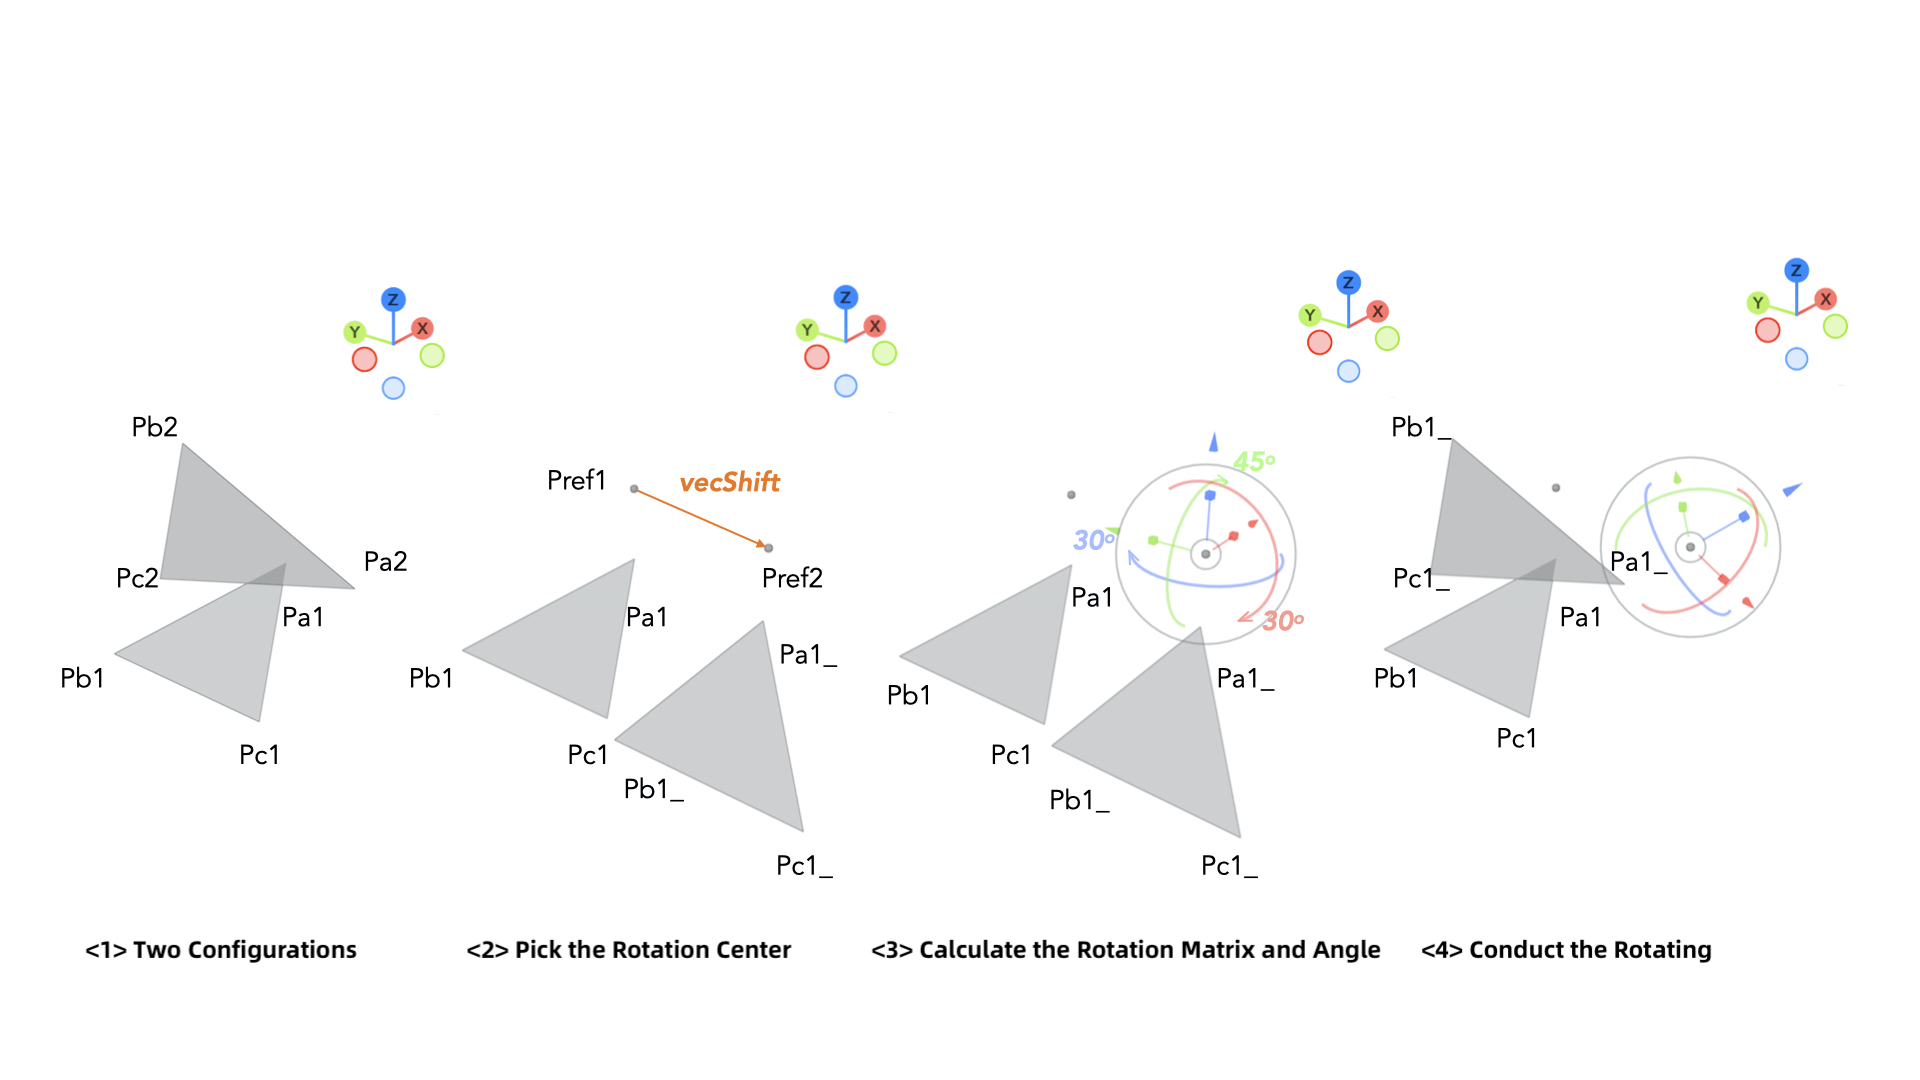 Z
Y
X
Pb2
Pc2
Pa2
Pa1
Pb1
Pc1
<1> Two Configurations
Z
Y
X
Pref1
vecShift
Pref2
Pa1
Pb1
Pa1_
Pc1
Pb1_
Pc1_
<2> Pick the Rotation Center
Z
Y
X
45°
30°
Pa1
30°
Pb1
Pa1_
Pc1
Pb1_
Pc1_
<3> Calculate the Rotation Matrix and Angle
Z
Y
X
Pb1_
Pa1_
Pc1_
Pa1
Pb1
Pc1
<4> Conduct the Rotating